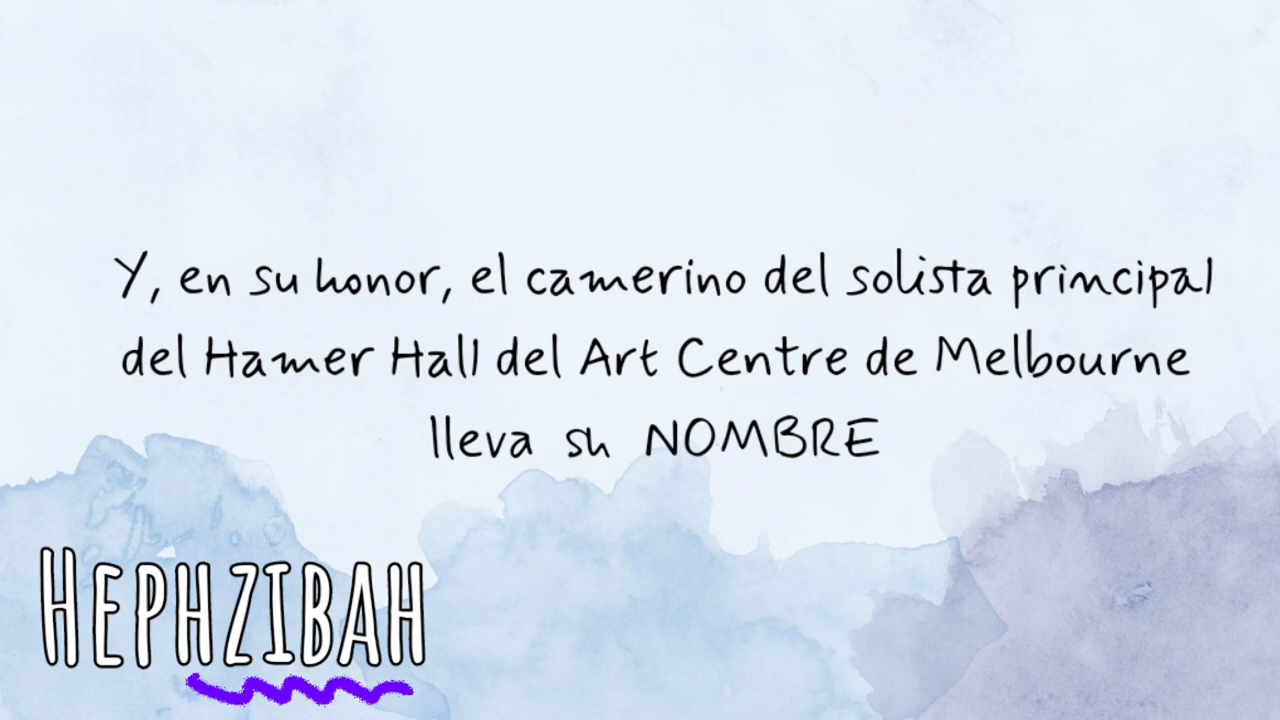 Y, en su honor, el camerino del solista principal
del Hamer Hall del Art Centre de Melbourne
lleva su NOMBRE
HEPHZIBAH